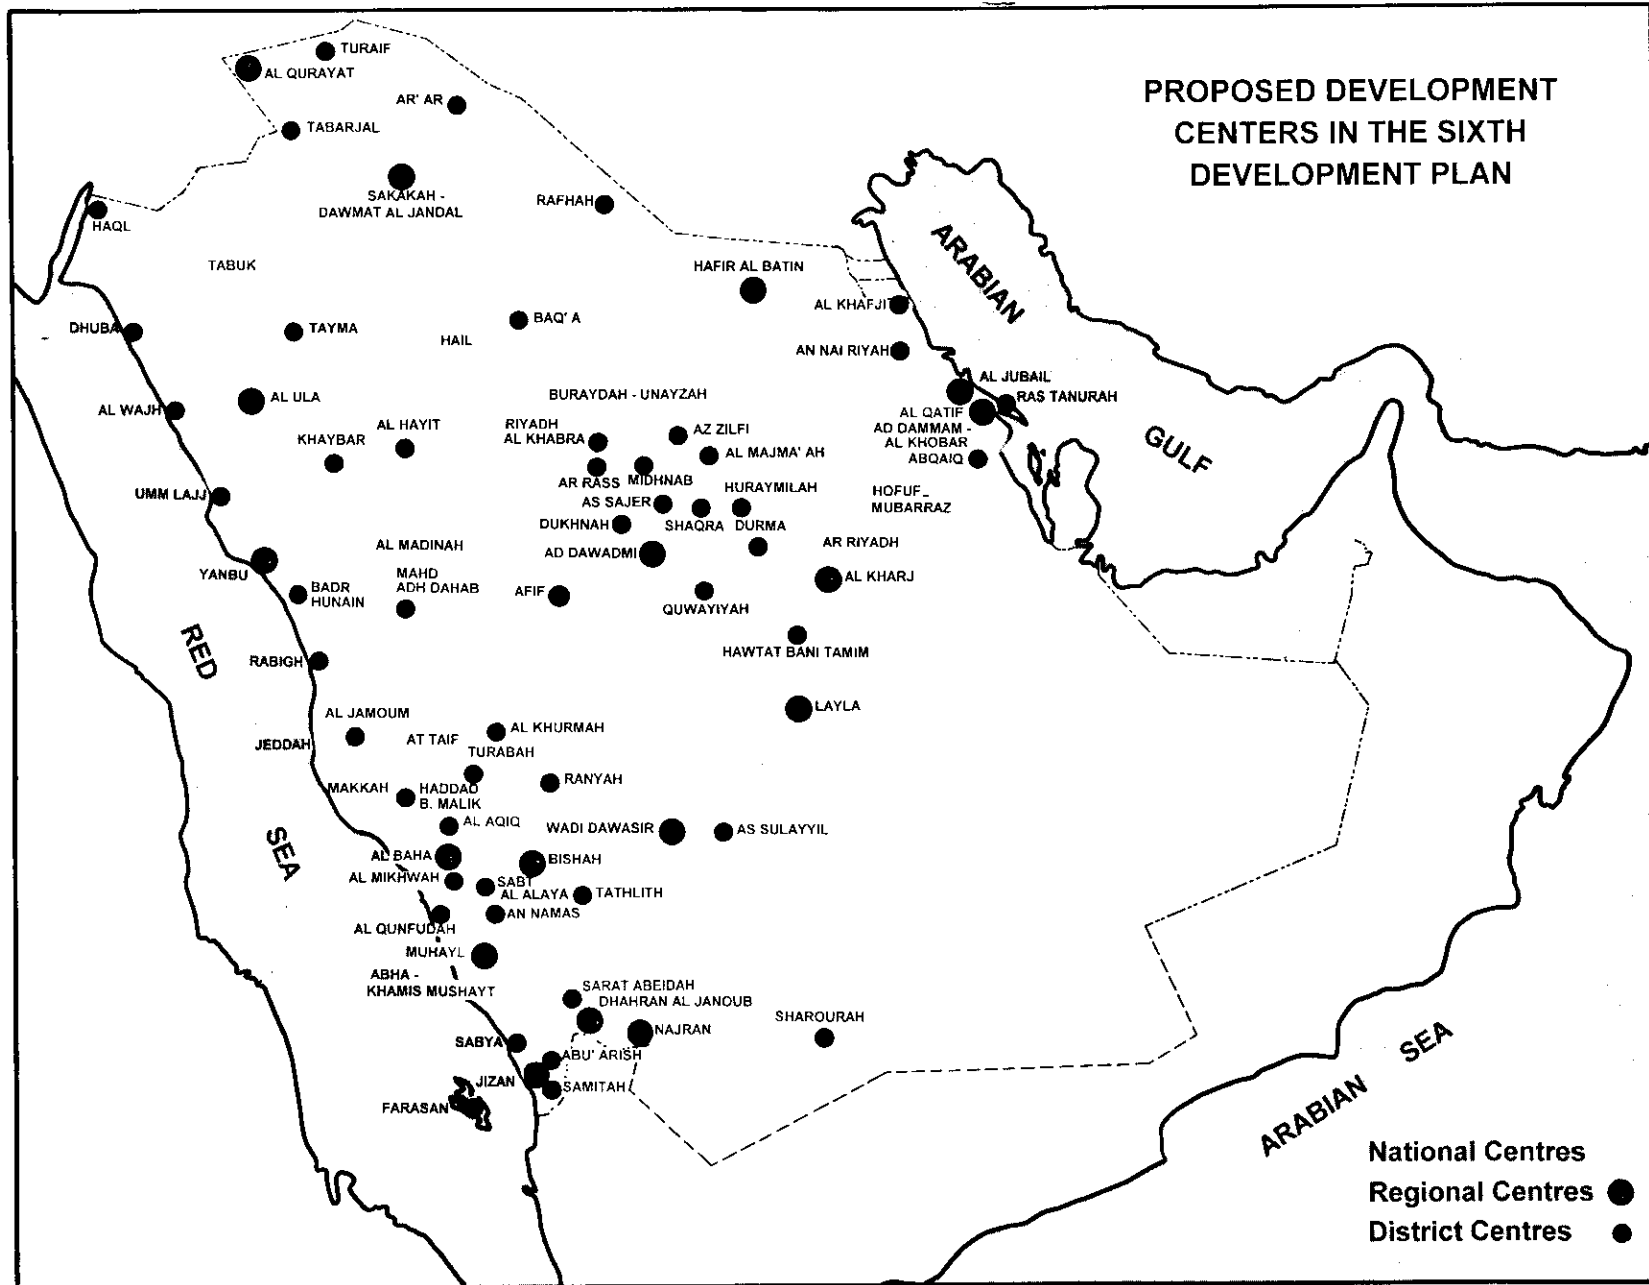 PROPOSED DEVELOPMENT
CENTERS IN THE SIXTH
DEVELOPMENT PLAN
TURAIF
AL QURAYAT
AR' AR
TABARJAL
SAKAKAH -
DAWMAT AL JANDAL
RAFHAH
HAQL
TABUK
HAFIR AL BATIN
ARABIAN
GULF
AL KHAFJI
DHUBA
TAYMA
BAQ' A
HAIL
AN NAI RIYAH
AL JUBAIL
RAS TANURAH
AL QATIF
AD DAMMAM -
AL KHOBAR
ABQAIQ
AL WAJH
AL ULA
BURAYDAH - UNAYZAH
KHAYBAR
AL HAYIT
RIYADH
AL KHABRA
AZ ZILFI
AL MAJMA' AH
AR RASS
MIDHNAB
HURAYMILAH
UMM LAJJ
AS SAJER
DUKHNAH
SHAQRA
DURMA
HOFUF_
MUBARRAZ
AL MADINAH
AD DAWADMI
AR RIYADH
YANBU
BADR
HUNAIN
MAHD
ADH DAHAB
AFIF
QUWAYIYAH
AL KHARJ
RED
SEA
RABIGH
HAWTAT BANI TAMIM
LAYLA
AL JAMOUM
JEDDAH
AT TAIF
AL KHURMAH
TURABAH
MAKKAH
HADDAD
B. MALIK
RANYAH
AL AQIQ
WADI DAWASIR
AS SULAYYIL
AL BAHA
BISHAH
AL MIKHWAH
SABT
AL ALAYA
TATHLITH
AL QUNFUDAH
AN NAMAS
MUHAYL
ABHA -
KHAMIS MUSHAYT
SARAT ABEIDAH
DHAHRAN AL JANOUB
NAJRAN
SHAROURAH
SABYA
ABU' ARISH
JIZAN
SAMITAH
FARASAN
ARABIAN SEA
National Centres
Regional Centres
District Centres